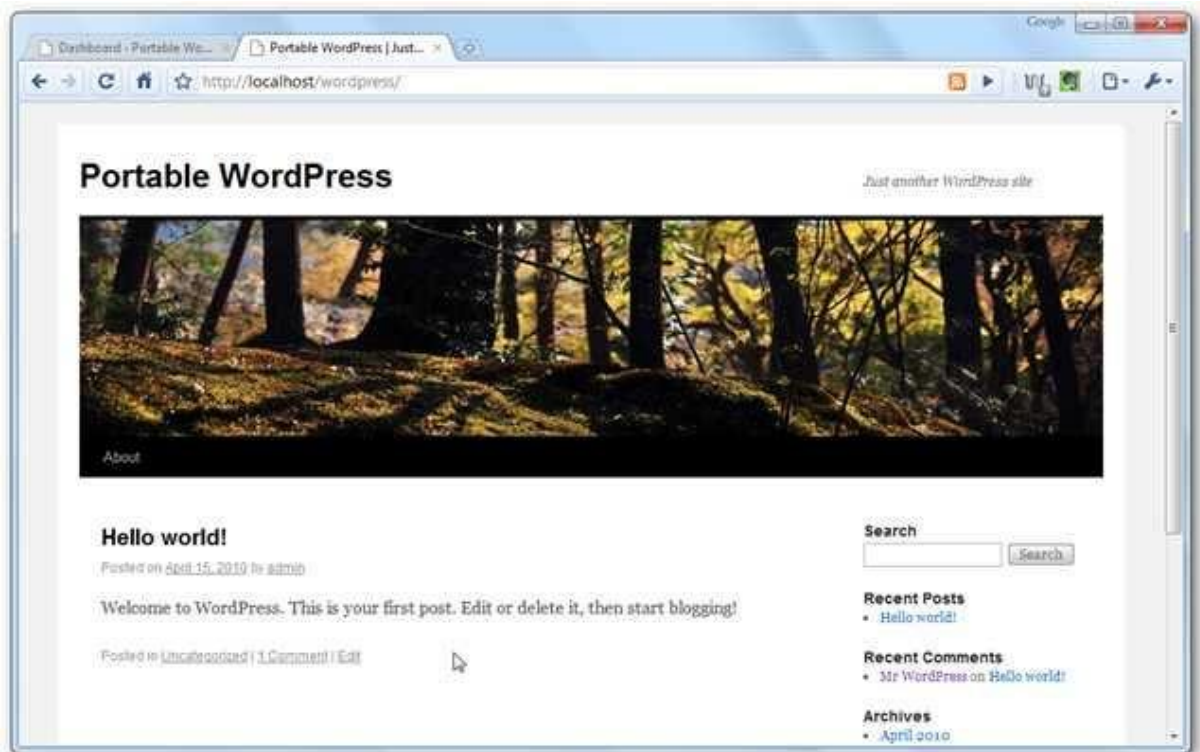 Google
Dashboard - Portable Wo...
Portable WordPress | Just...
http://localhost/wordpress/
Portable WordPress
Just another WordPress site
About
Hello world!
Posted on April 15, 2010 by admin
Welcome to WordPress. This is your first post. Edit or delete it, then start blogging!
Posted in Uncategorized | 1 Comment | Edit
Search
Search
Recent Posts
Hello world!
Recent Comments
Mr WordPress on Hello world!
Archives
April 2010